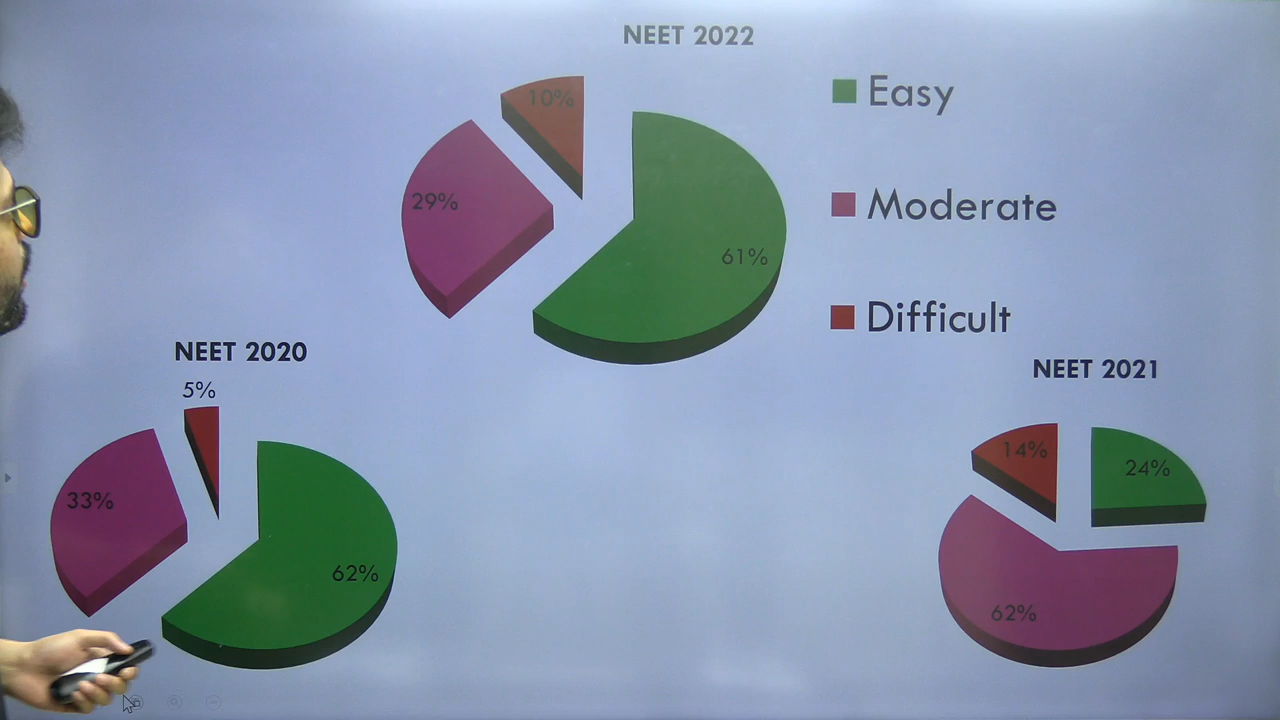 NEET 2022
10%
29%
61%
Easy
Moderate
Difficult
NEET 2020
5%
33%
62%
NEET 2021
14%
24%
62%